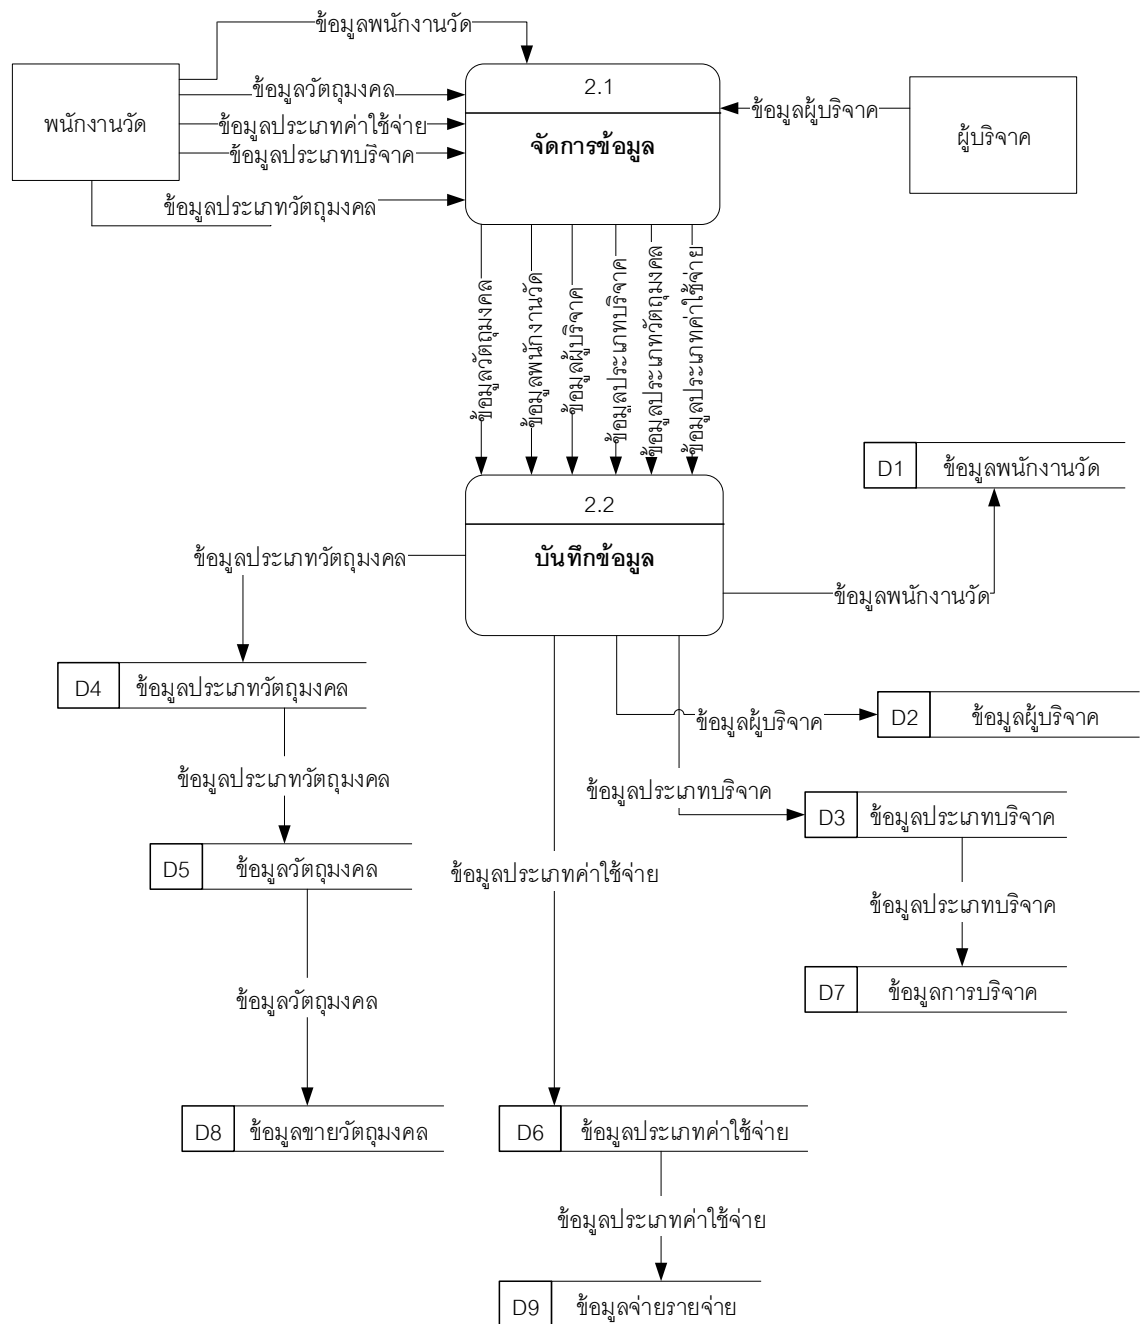 ข้อมูลพนักงานวัด
พนักงานวัด
ข้อมูลวัตถุมงคล
ข้อมูลประเภทค่าใช้จ่าย
ข้อมูลประเภทบริจาค
ข้อมูลประเภทวัตถุมงคล
2.1
จัดการข้อมูล
ข้อมูลผู้บริจาค
ผู้บริจาค
ข้อมูลวัตถุมงคล
ข้อมูลพนักงานวัด
ข้อมูลผู้บริจาค
ข้อมูลประเภทบริจาค
ข้อมูลประเภทวัตถุมงคล
ข้อมูลประเภทค่าใช้จ่าย
D1 ข้อมูลพนักงานวัด
2.2
บันทึกข้อมูล
ข้อมูลประเภทวัตถุมงคล
ข้อมูลพนักงานวัด
D4 ข้อมูลประเภทวัตถุมงคล
ข้อมูลผู้บริจาค
D2 ข้อมูลผู้บริจาค
ข้อมูลประเภทวัตถุมงคล
ข้อมูลประเภทบริจาค
D3 ข้อมูลประเภทบริจาค
D5 ข้อมูลวัตถุมงคล
ข้อมูลประเภทค่าใช้จ่าย
ข้อมูลประเภทบริจาค
ข้อมูลวัตถุมงคล
D7 ข้อมูลการบริจาค
D8 ข้อมูลขายวัตถุมงคล
D6 ข้อมูลประเภทค่าใช้จ่าย
ข้อมูลประเภทค่าใช้จ่าย
D9 ข้อมูลจ่ายรายจ่าย